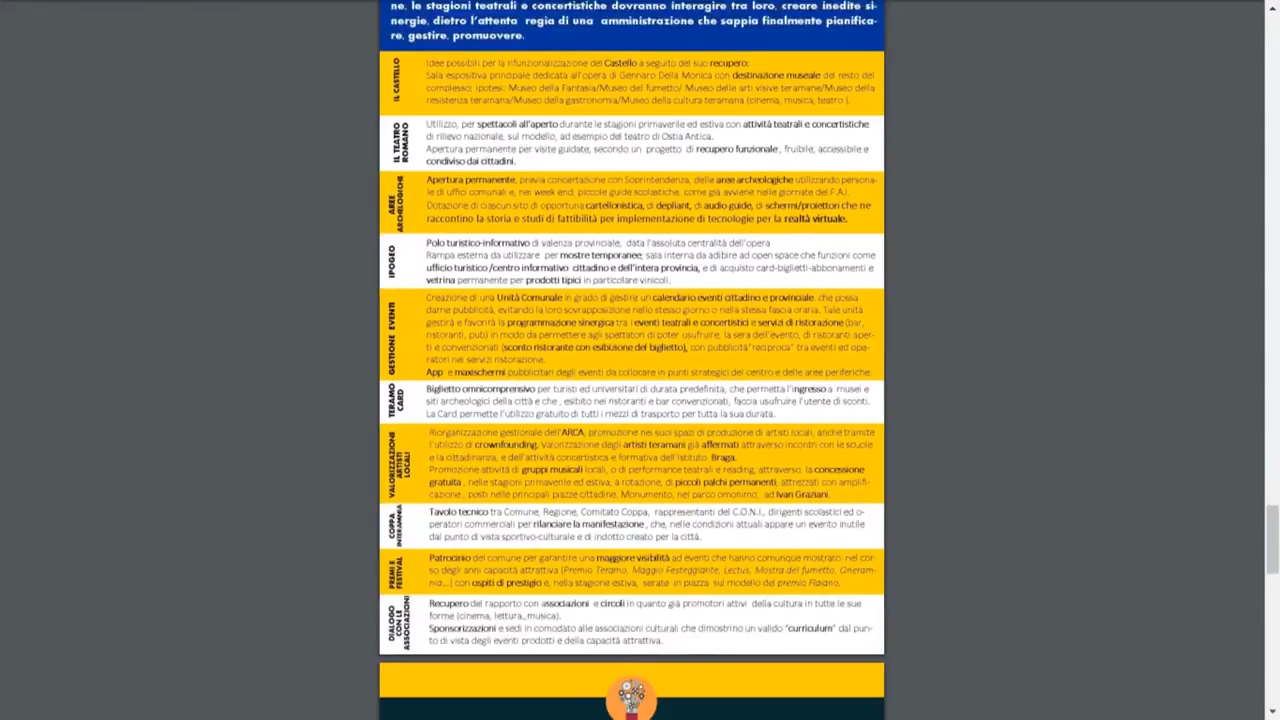 ne, le stagioni teatrali e concertistiche dovranno interagire tra loro, creare inedite si-
nergie, dietro l'attenta regia di una amministrazione che sappia finalmente pianifica-
re, gestire, promuovere.
IL CASTELLO
Idee possibili per la rifunzionalizzazione del Castello a seguito del suo recupero:
Sala espositiva principale dedicata all'opera di Gennaro Della Monica con destinazione museale del resto del
complesso; ipotesi: Museo della Fantasia/Museo del fumetto/ Museo delle arti visive teramane/Museo della
resistenza teramana/Museo della gastronomia/Museo della cultura teramana (cinema, musica, teatro ).
IL TEATRO
ROMANO
Utilizzo, per spettacoli all'aperto durante le stagioni primaverile ed estiva con attività teatrali e concertistiche
di rilievo nazionale, sul modello, ad esempio del teatro di Ostia Antica.
Apertura permanente per visite guidate, secondo un progetto di recupero funzionale , fruibile, accessibile e
condiviso dai cittadini.
AREE
ARCHELOGICHE
Apertura permanente, previa concertazione con Soprintendenza, delle aree archeologiche utilizzando persona-
le di uffici comunali e, nei week end, piccole guide scolastiche, come già avviene nelle giornate del F.A.I.
Dotazione di ciascun sito di opportuna cartellonistica, di depliant, di audio guide, di schermi/proiettori che ne
raccontino la storia e studi di fattibilità per implementazione di tecnologie per la realtà virtuale.
IPOGEO
Polo turistico-informativo di valenza provinciale, data l'assoluta centralità dell'opera
Rampa esterna da utilizzare per mostre temporanee; sala interna da adibire ad open space che funzioni come
ufficio turistico /centro informativo cittadino e dell'intera provincia, e di acquisto card-biglietti-abbonamenti e
vetrina permanente per prodotti tipici in particolare vinicoli.
GESTIONE EVENTI
Creazione di una Unità Comunale in grado di gestire un calendario eventi cittadino e provinciale, che possa
darne pubblicità, evitando la loro sovrapposizione nello stesso giorno o nella stessa fascia oraria. Tale unità
gestirà e favorirà la programmazione sinergica tra i eventi teatrali e concertistici e servizi di ristorazione (bar,
ristoranti, pub) in modo da permettere agli spettatori di poter usufruire, la sera dell'evento, di ristoranti aper-
ti e convenzionati (sconto ristorante con esibizione del biglietto), con pubblicità"reciproca" tra eventi ed ope-
ratori nei servizi ristorazione.
App e maxischermi pubblicitari degli eventi da collocare in punti strategici del centro e delle aree periferiche.
TERAMO
CARD
Biglietto omnicomprensivo per turisti ed universitari di durata predefinita, che permetta l'ingresso a musei e
siti archeologici della città e che , esibito nei ristoranti e bar convenzionati, faccia usufruire l'utente di sconti.
La Card permette l'utilizzo gratuito di tutti i mezzi di trasporto per tutta la sua durata.
VALORIZZAZIONE
ARTISTI
LOCALI
Riorganizzazione gestionale dell'ARCA, promozione nei suoi spazi di produzione di artisti locali, anche tramite
l'utilizzo di crownfounding. Valorizzazione degli artisti teramani già affermati attraverso incontri con le scuole
e la cittadinanza, e dell'attività concertistica e formativa dell'Istituto Braga.
Promozione attività di gruppi musicali locali, o di performance teatrali e reading, attraverso la concessione
gratuita , nelle stagioni primaverile ed estiva, a rotazione, di piccoli palchi permanenti, attrezzati con amplifi-
cazione , posti nelle principali piazze cittadine. Monumento, nel parco omonimo, ad Ivan Graziani.
COPPA
INTERAMNIA
Tavolo tecnico tra Comune, Regione, Comitato Coppa, rappresentanti del C.O.N.I., dirigenti scolastici ed o-
peratori commerciali per rilanciare la manifestazione , che, nelle condizioni attuali appare un evento inutile
dal punto di vista sportivo-culturale e di indotto creato per la città.
PREMI E
FESTIVAL
Patrocinio del comune per garantire una maggiore visibilità ad eventi che hanno comunque mostrato, nel cor-
so degli anni capacità attrattiva (Premio Teramo, Maggio Festeggiante, Lectus, Mostra del fumetto, Cineram-
nia...) con ospiti di prestigio e, nella stagione estiva, serate in piazza sul modello del premio Flaiano.
DIALOGO
CON LE
ASSOCIAZIONI
Recupero del rapporto con associazioni e circoli in quanto già promotori attivi della cultura in tutte le sue
forme (cinema, lettura,,musica).
Sponsorizzazioni e sedi in comodato alle associazioni culturali che dimostrino un valido "curriculum" dal pun-
to di vista degli eventi prodotti e della capacità attrattiva.